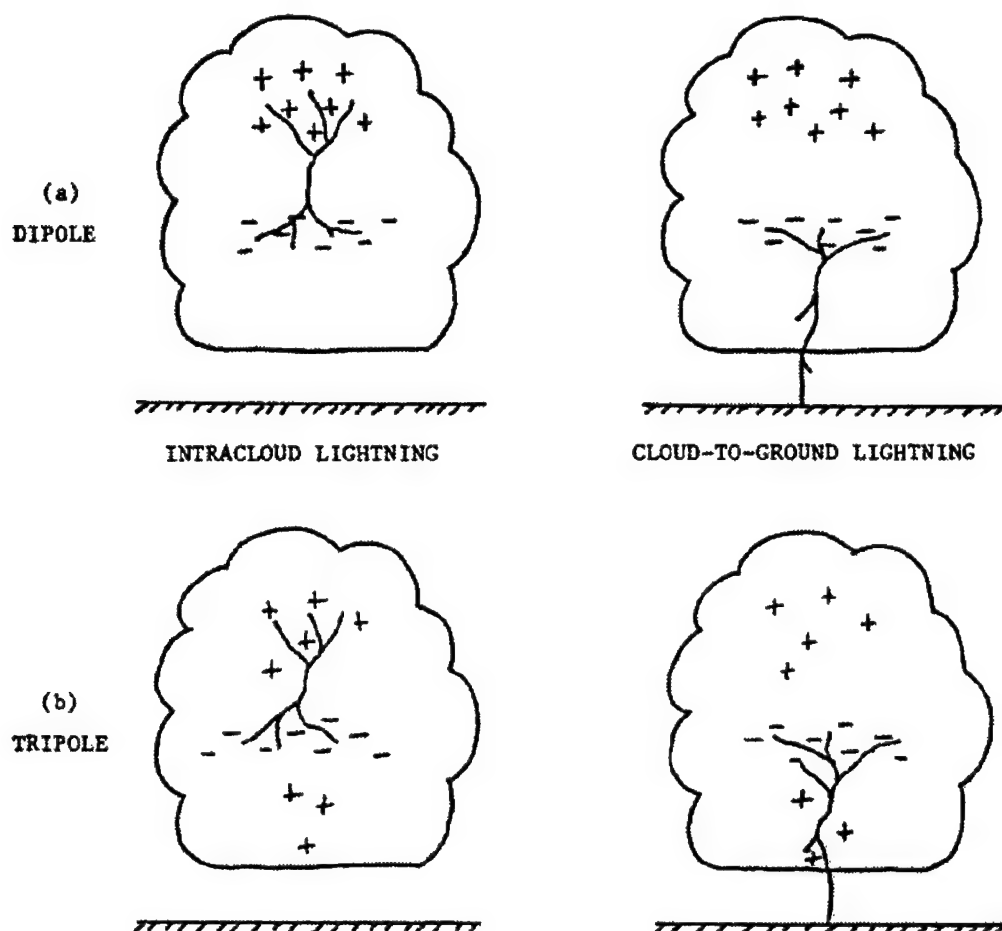 (a)
DIPOLE
INTRACLOUD LIGHTNING
CLOUD-TO-GROUND LIGHTNING
(b)
TRIPOLE